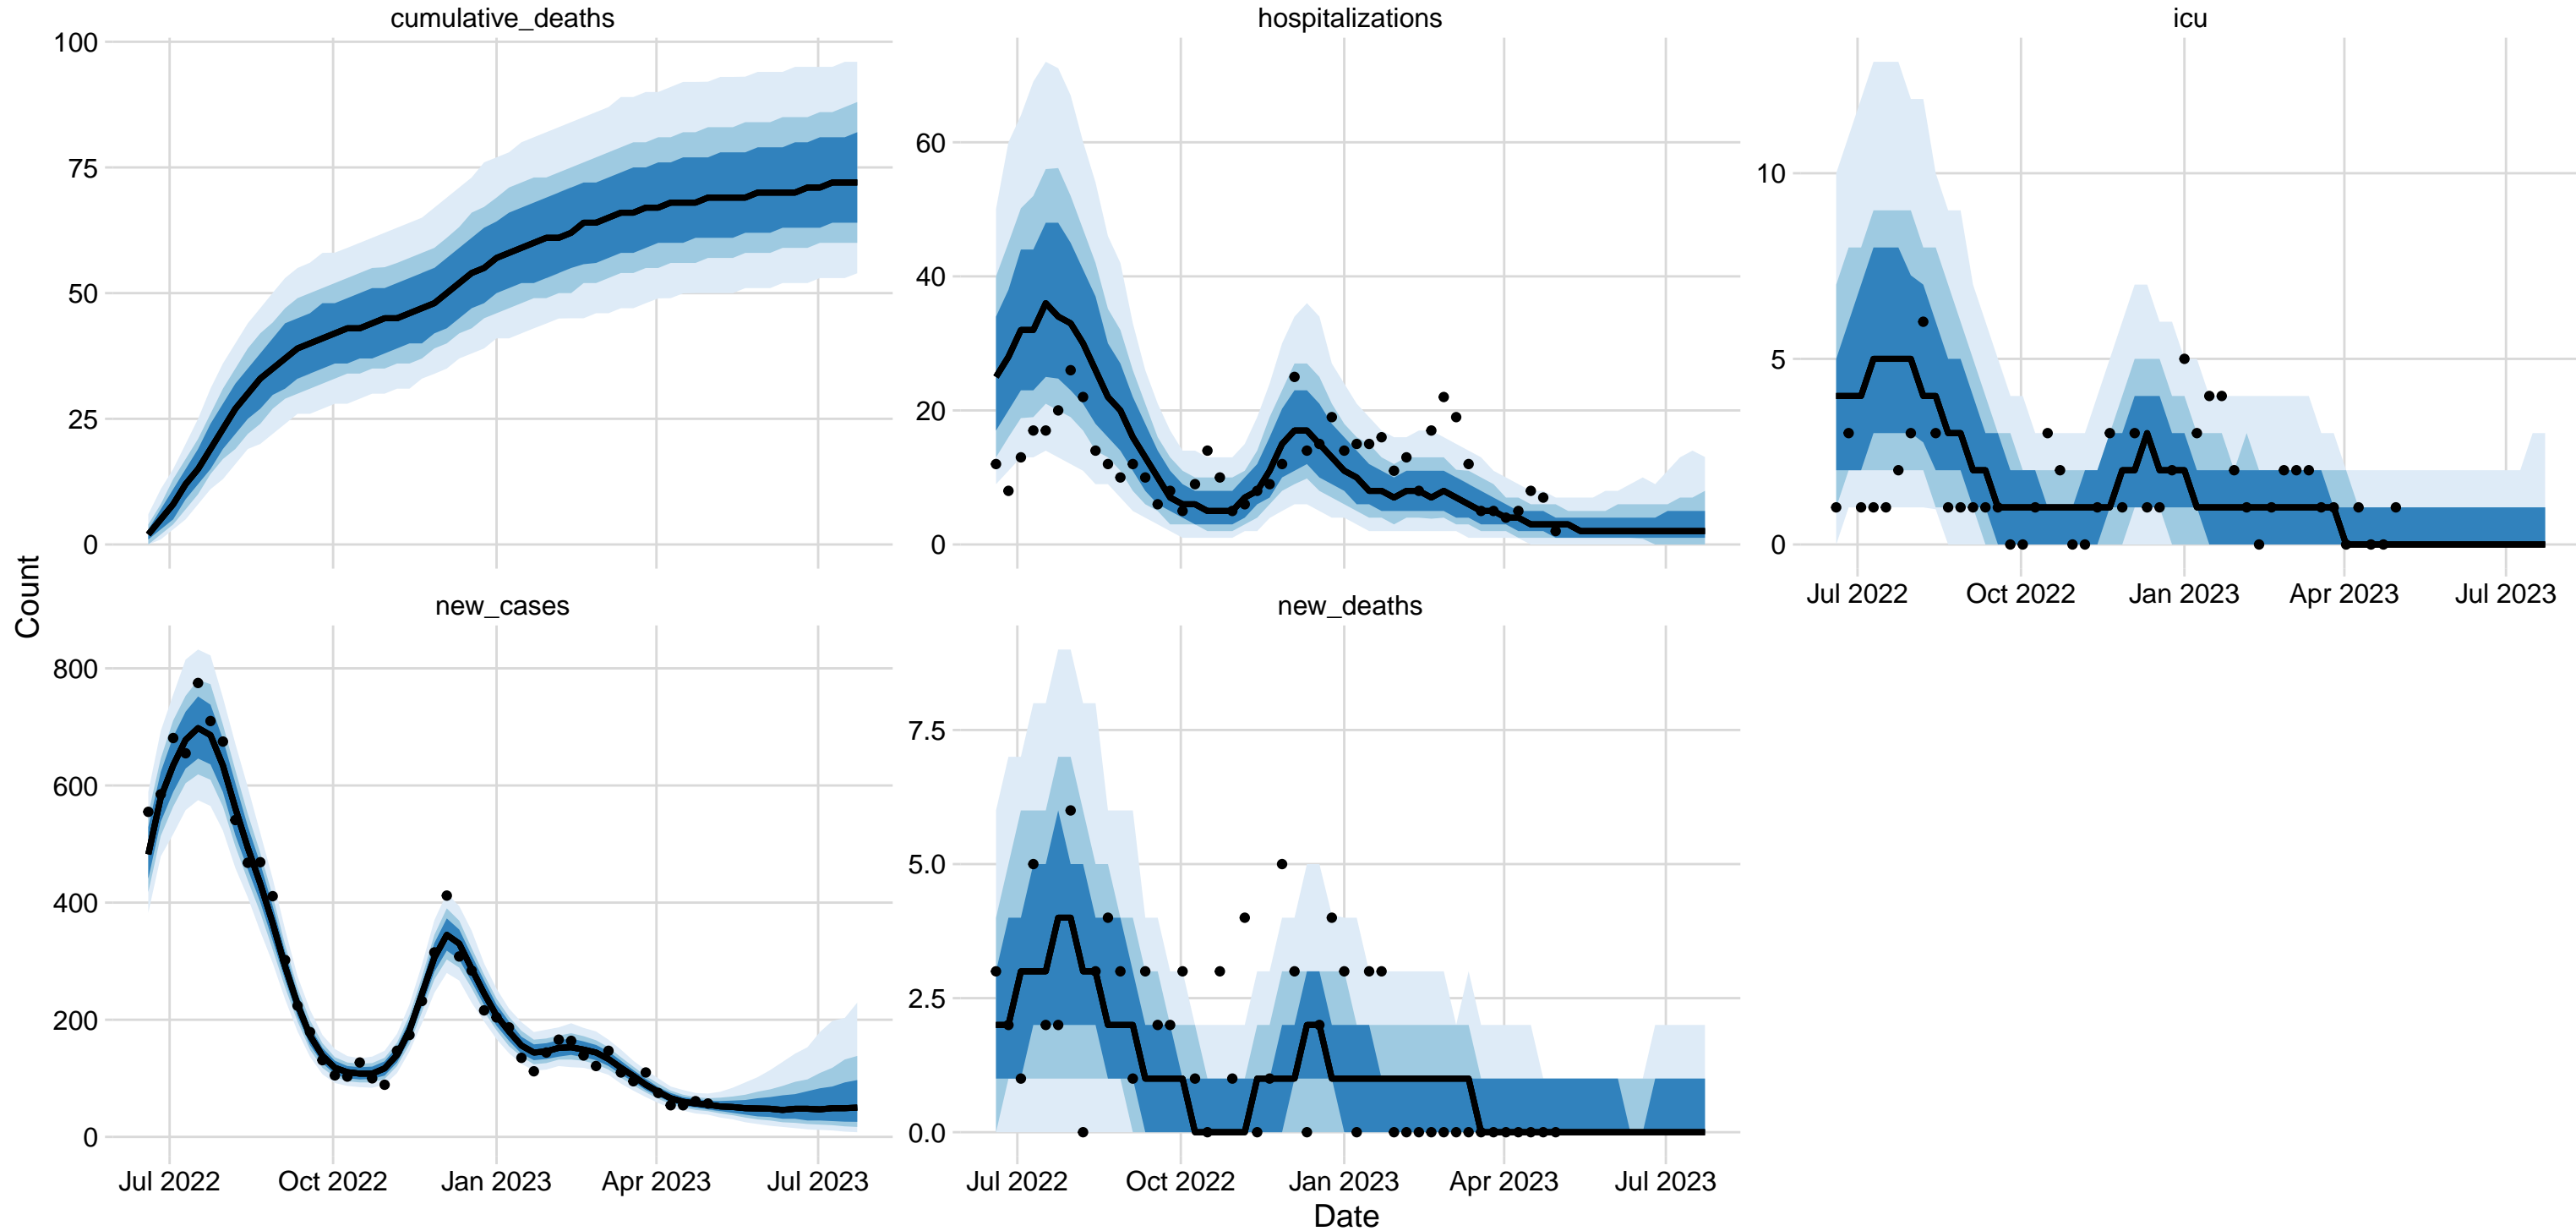 cumulative_deaths
100
75
50
25
0
hospitalizations
60
40
20
0
icu
10
5
0
Jul 2022 Oct 2022 Jan 2023 Apr 2023 Jul 2023
Count
new_cases
800
600
400
200
0
Jul 2022 Oct 2022 Jan 2023 Apr 2023 Jul 2023
new_deaths
7.5
5.0
2.5
0.0
Jul 2022 Oct 2022 Jan 2023 Apr 2023 Jul 2023
Date